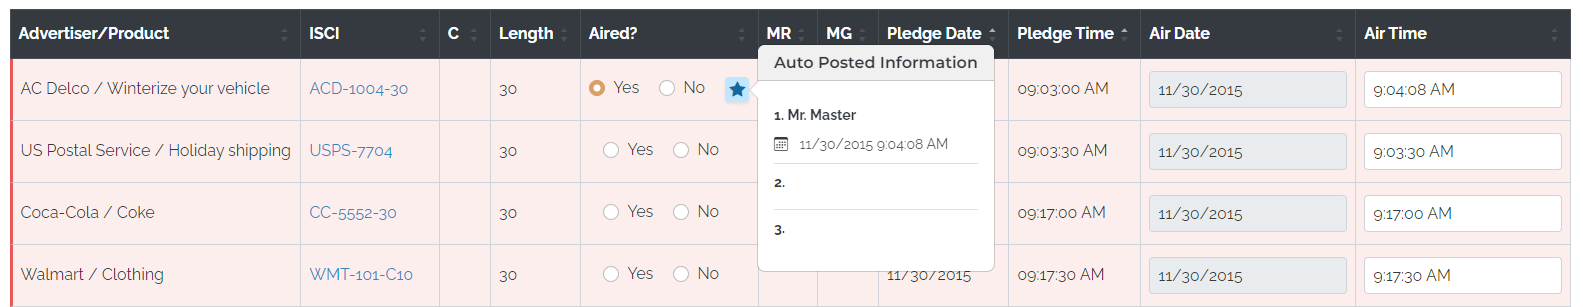 Advertiser/Product ISCI C Length Aired? MR MG Pledge Date Pledge Time Air Date Air Time
AC Delco / Winterize your vehicle ACD-1004-30 30 Yes No 09:03:00 AM 11/30/2015 9:04:08 AM
US Postal Service / Holiday shipping USPS-7704 30 Yes No 09:03:30 AM 11/30/2015 9:03:30 AM
Coca-Cola / Coke CC-5552-30 30 Yes No 09:17:00 AM 11/30/2015 9:17:00 AM
Walmart / Clothing WMT-101-C10 30 Yes No 11/30/2015 09:17:30 AM 11/30/2015 9:17:30 AM
Auto Posted Information
1. Mr. Master
11/30/2015 9:04:08 AM
2.
3.